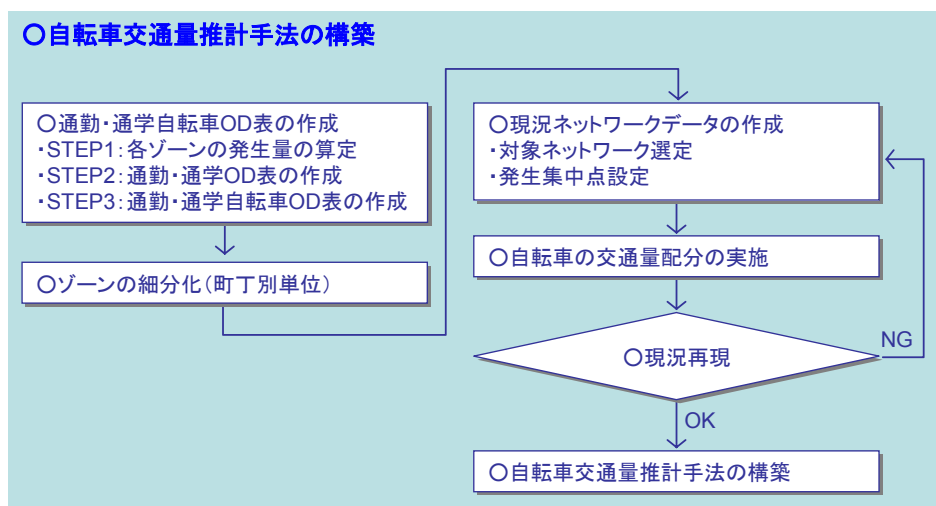 〇自転車交通量推計手法の構築
〇通勤・通学自転車OD表の作成
・STEP1：各ゾーンの発生量の算定
・STEP2：通勤・通学OD表の作成
・STEP3：通勤・通学自転車OD表の作成
〇ゾーンの細分化（町丁別単位）
〇現況ネットワークデータの作成
・対象ネットワーク選定
・発生集中点設定
〇自転車の交通量配分の実施
〇現況再現
NG
OK
〇自転車交通量推計手法の構築